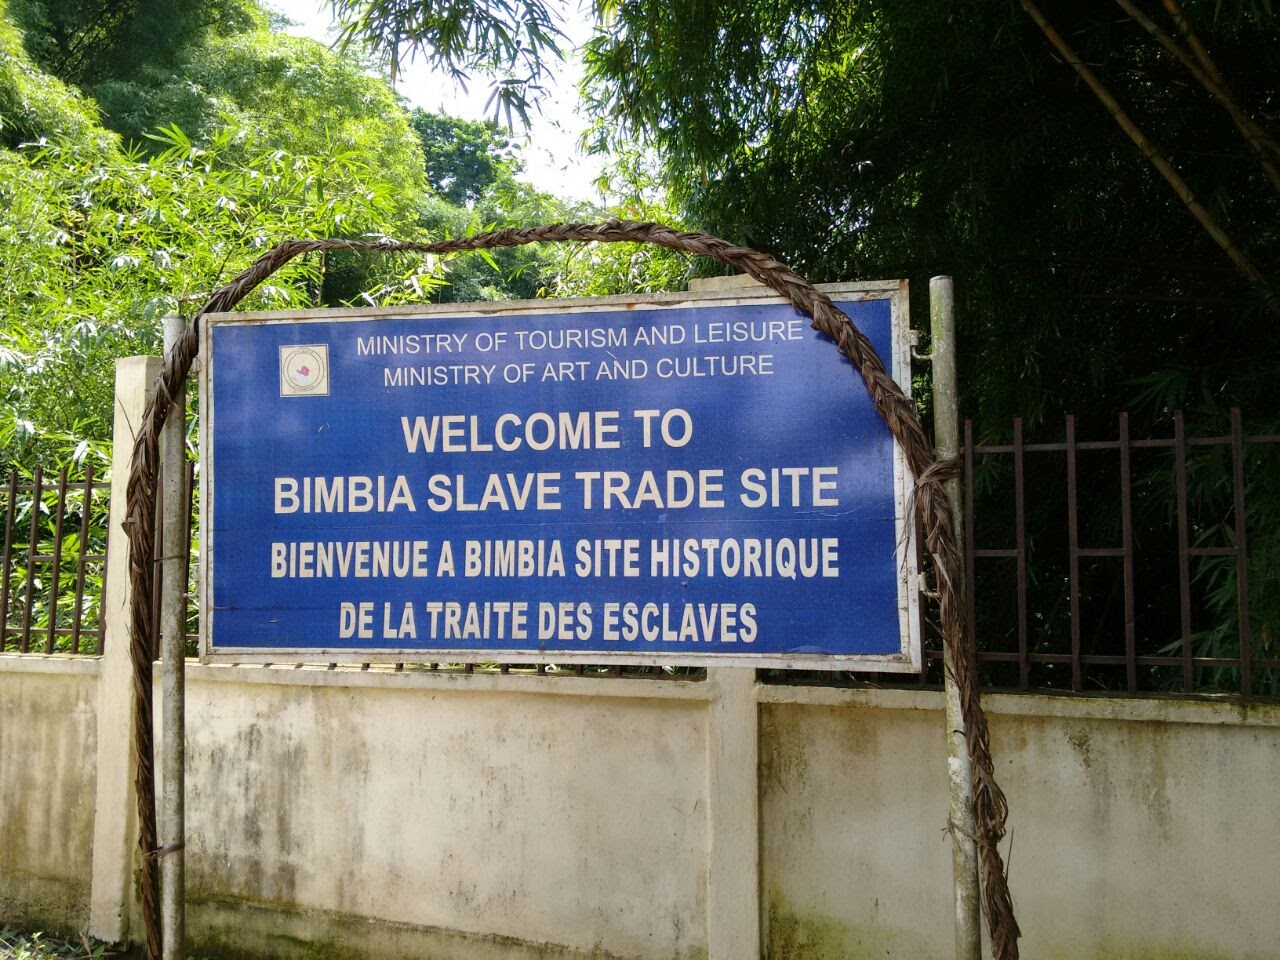 MINISTRY OF TOURISM AND LEISURE
MINISTRY OF ART AND CULTURE
WELCOME TO
BIMBIA SLAVE TRADE SITE
BIENVENUE A BIMBIA SITE HISTORIQUE
DE LA TRAITE DES ESCLAVES